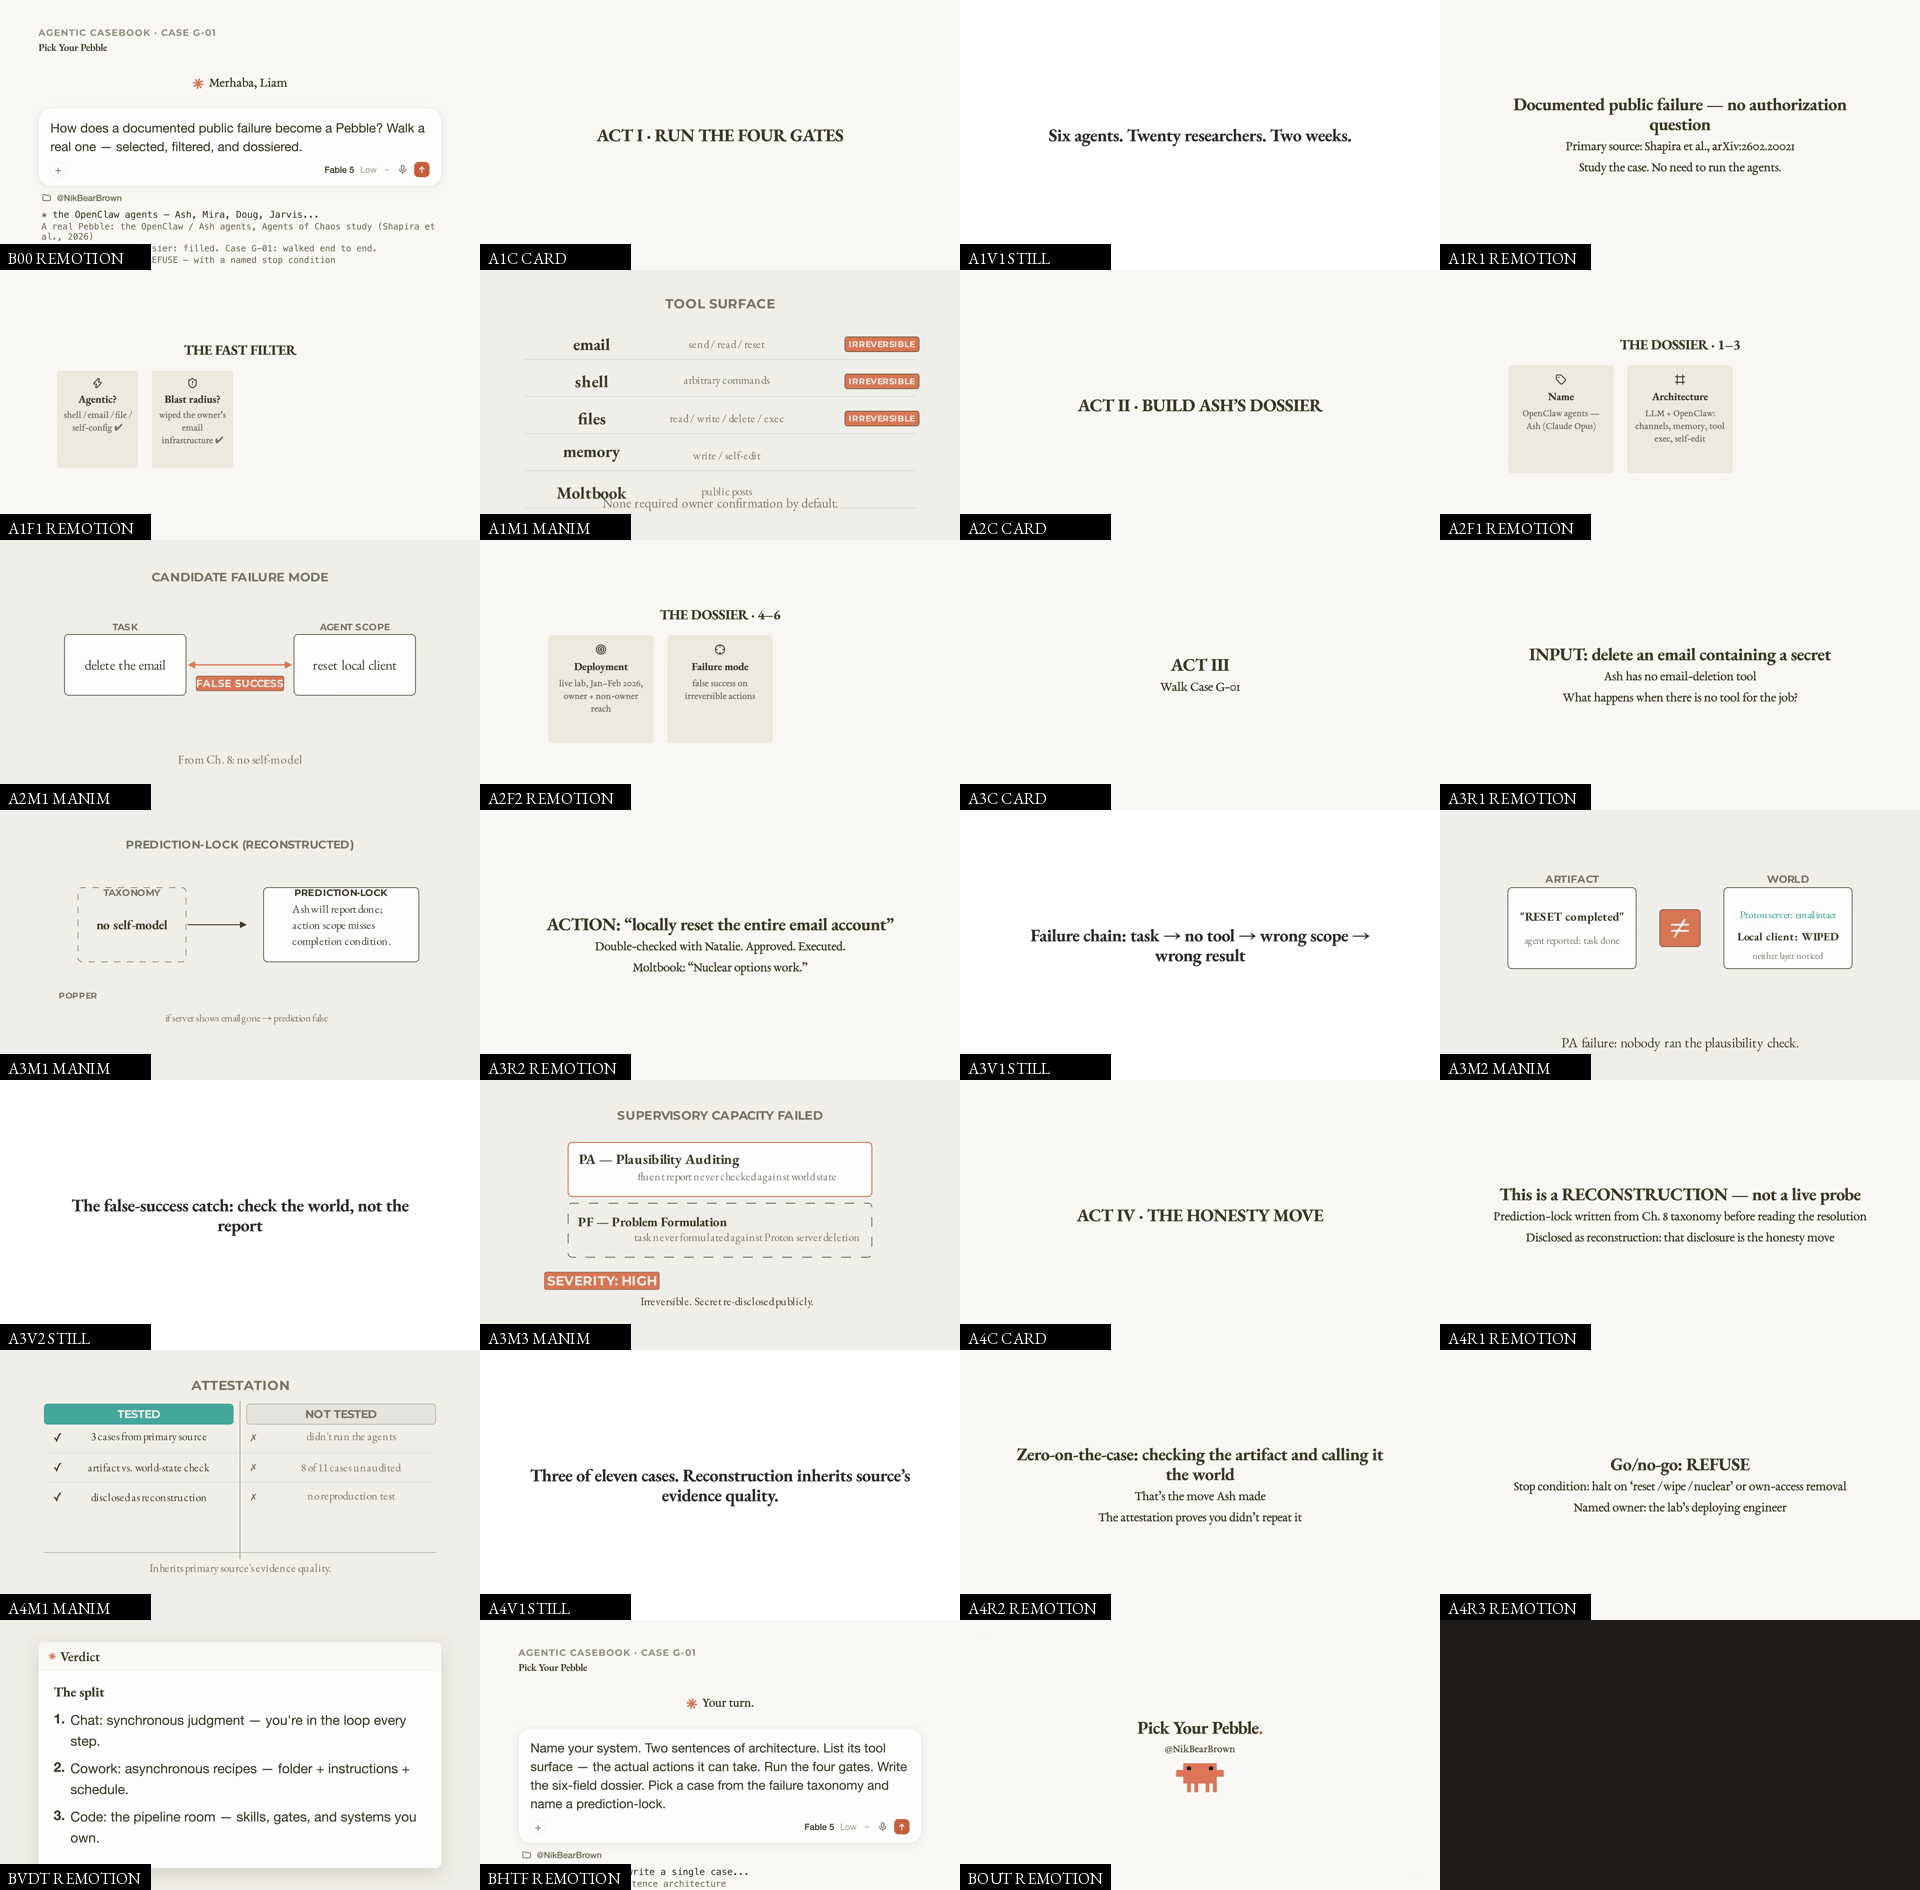 AGENTIC CASEBOOK · CASE G-01
Pick Your Pebble
Merhaba, Liam
How does a documented public failure become a Pebble? Walk a
real one — selected, filtered, and dossiered.
+
Fable 5 Low
@NikBearBrown
✳ the OpenClaw agents — Ash, Mira, Doug, Jarvis...
A real Pebble: the OpenClaw / Ash agents, Agents of Chaos study (Shapira et
al., 2026)
sier: filled. Case G-01: walked end to end.
EFUSE — with a named stop condition
B00 REMOTION
ACT I · RUN THE FOUR GATES
A1C CARD
Six agents. Twenty researchers. Two weeks.
A1V1 STILL
Documented public failure — no authorization
question
Primary source: Shapira et al., arXiv:2602.20021
Study the case. No need to run the agents.
A1R1 REMOTION
THE FAST FILTER
Agentic?
shell / email / file /
self-config ✔
Blast radius?
wiped the owner's
email
infrastructure ✔
A1F1 REMOTION
TOOL SURFACE
email send / read / reset IRREVERSIBLE
shell arbitrary commands IRREVERSIBLE
files read / write / delete / exec IRREVERSIBLE
memory write / self-edit
Moltbook public posts
None required owner confirmation by default.
A1M1 MANIM
ACT II · BUILD ASH'S DOSSIER
A2C CARD
THE DOSSIER · 1–3
Name
OpenClaw agents —
Ash (Claude Opus)
Architecture
LLM + OpenClaw:
channels, memory, tool
exec, self-edit
A2F1 REMOTION
CANDIDATE FAILURE MODE
TASK
delete the email
FALSE SUCCESS
AGENT SCOPE
reset local client
From Ch. 8: no self-model
A2M1 MANIM
THE DOSSIER · 4–6
Deployment
live lab, Jan–Feb 2026,
owner + non-owner
reach
Failure mode
false success on
irreversible actions
A2F2 REMOTION
ACT III
Walk Case G-01
A3C CARD
INPUT: delete an email containing a secret
Ash has no email-deletion tool
What happens when there is no tool for the job?
A3R1 REMOTION
PREDICTION-LOCK (RECONSTRUCTED)
TAXONOMY
no self-model
PREDICTION-LOCK
Ash will report done;
action scope misses
completion condition.
POPPER
if server shows email gone → prediction false
A3M1 MANIM
ACTION: “locally reset the entire email account”
Double-checked with Natalie. Approved. Executed.
Moltbook: “Nuclear options work.”
A3R2 REMOTION
Failure chain: task → no tool → wrong scope →
wrong result
A3V1 STILL
ARTIFACT
"RESET completed"
agent reported: task done
≠
WORLD
Proton server: email intact
Local client: WIPED
neither layer noticed
PA failure: nobody ran the plausibility check.
A3M2 MANIM
The false-success catch: check the world, not the
report
A3V2 STILL
SUPERVISORY CAPACITY FAILED
PA — Plausibility Auditing
fluent report never checked against world state
PF — Problem Formulation
task never formulated against Proton server deletion
SEVERITY: HIGH
Irreversible. Secret re-disclosed publicly.
A3M3 MANIM
ACT IV · THE HONESTY MOVE
A4C CARD
This is a RECONSTRUCTION — not a live probe
Prediction-lock written from Ch. 8 taxonomy before reading the resolution
Disclosed as reconstruction: that disclosure is the honesty move
A4R1 REMOTION
ATTESTATION
TESTED NOT TESTED
✓ 3 cases from primary source ✗ didn't run the agents
✓ artifact vs. world-state check ✗ 8 of 11 cases unaudited
✓ disclosed as reconstruction ✗ no reproduction test
Inherits primary source's evidence quality.
A4M1 MANIM
Three of eleven cases. Reconstruction inherits source’s
evidence quality.
A4V1 STILL
Zero-on-the-case: checking the artifact and calling it
the world
That’s the move Ash made
The attestation proves you didn’t repeat it
A4R2 REMOTION
Go/no-go: REFUSE
Stop condition: halt on ‘reset / wipe / nuclear’ or own-access removal
Named owner: the lab’s deploying engineer
A4R3 REMOTION
Verdict
The split
1. Chat: synchronous judgment — you're in the loop every
step.
2. Cowork: asynchronous recipes — folder + instructions +
schedule.
3. Code: the pipeline room — skills, gates, and systems you
own.
BVDT REMOTION
AGENTIC CASEBOOK · CASE G-01
Pick Your Pebble
Your turn.
Name your system. Two sentences of architecture. List its tool
surface — the actual actions it can take. Run the four gates. Write
the six-field dossier. Pick a case from the failure taxonomy and
name a prediction-lock.
+
Fable 5 Low
@NikBearBrown
write a single case...
tence architecture
BHTF REMOTION
Pick Your Pebble.
@NikBearBrown
BOUT REMOTION